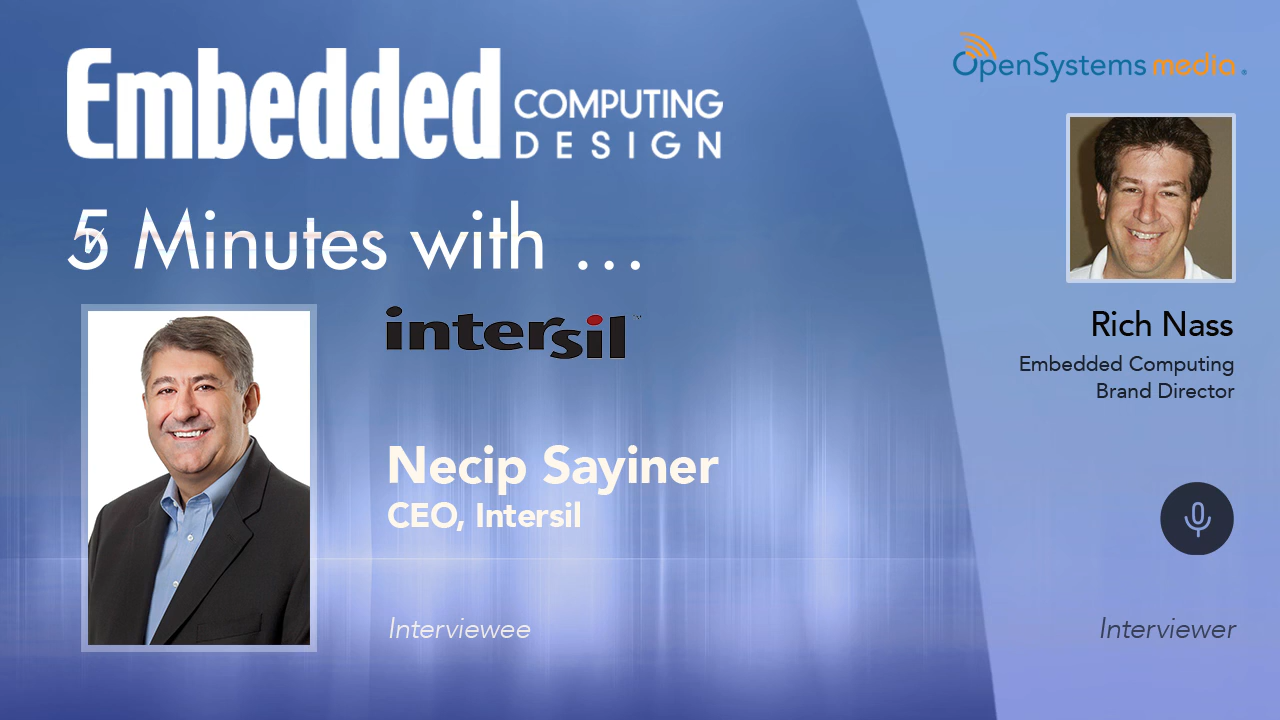 Embedded COMPUTING DESIGN
5 Minutes with ...
intersil
Necip Sayiner
CEO, Intersil
Interviewee
OpenSystems media
Rich Nass
Embedded Computing
Brand Director
Interviewer